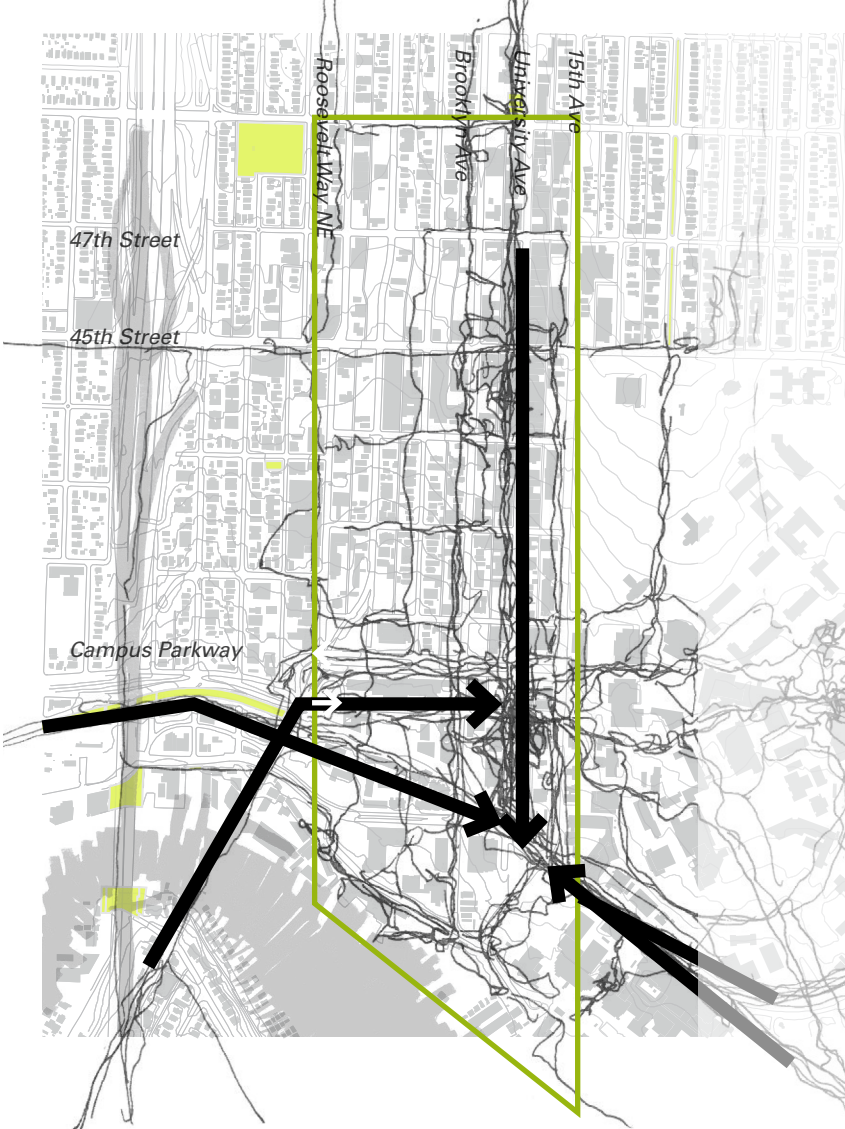 Roosevelt Way NE
Brooklyn Ave
University Ave
15th Ave
47th Street
45th Street
Campus Parkway